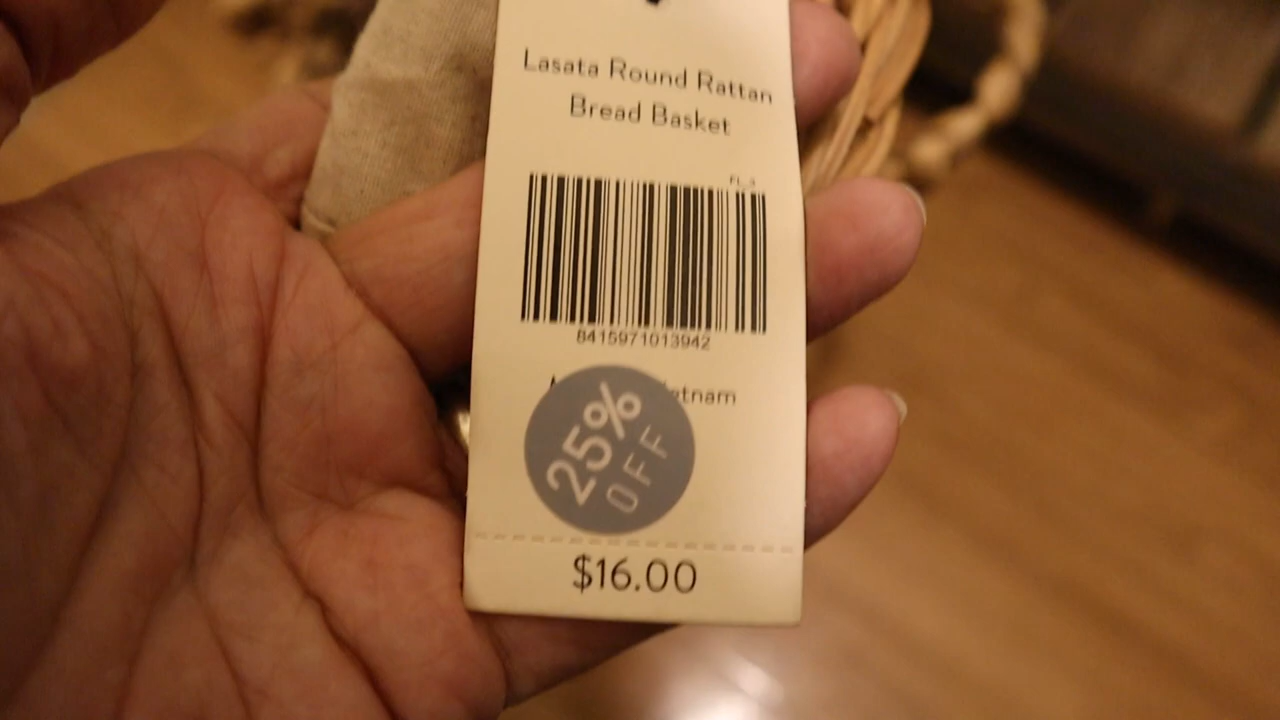 Lasata Round Rattan
Bread Basket
8415971013942
25%
OFF
$16.00